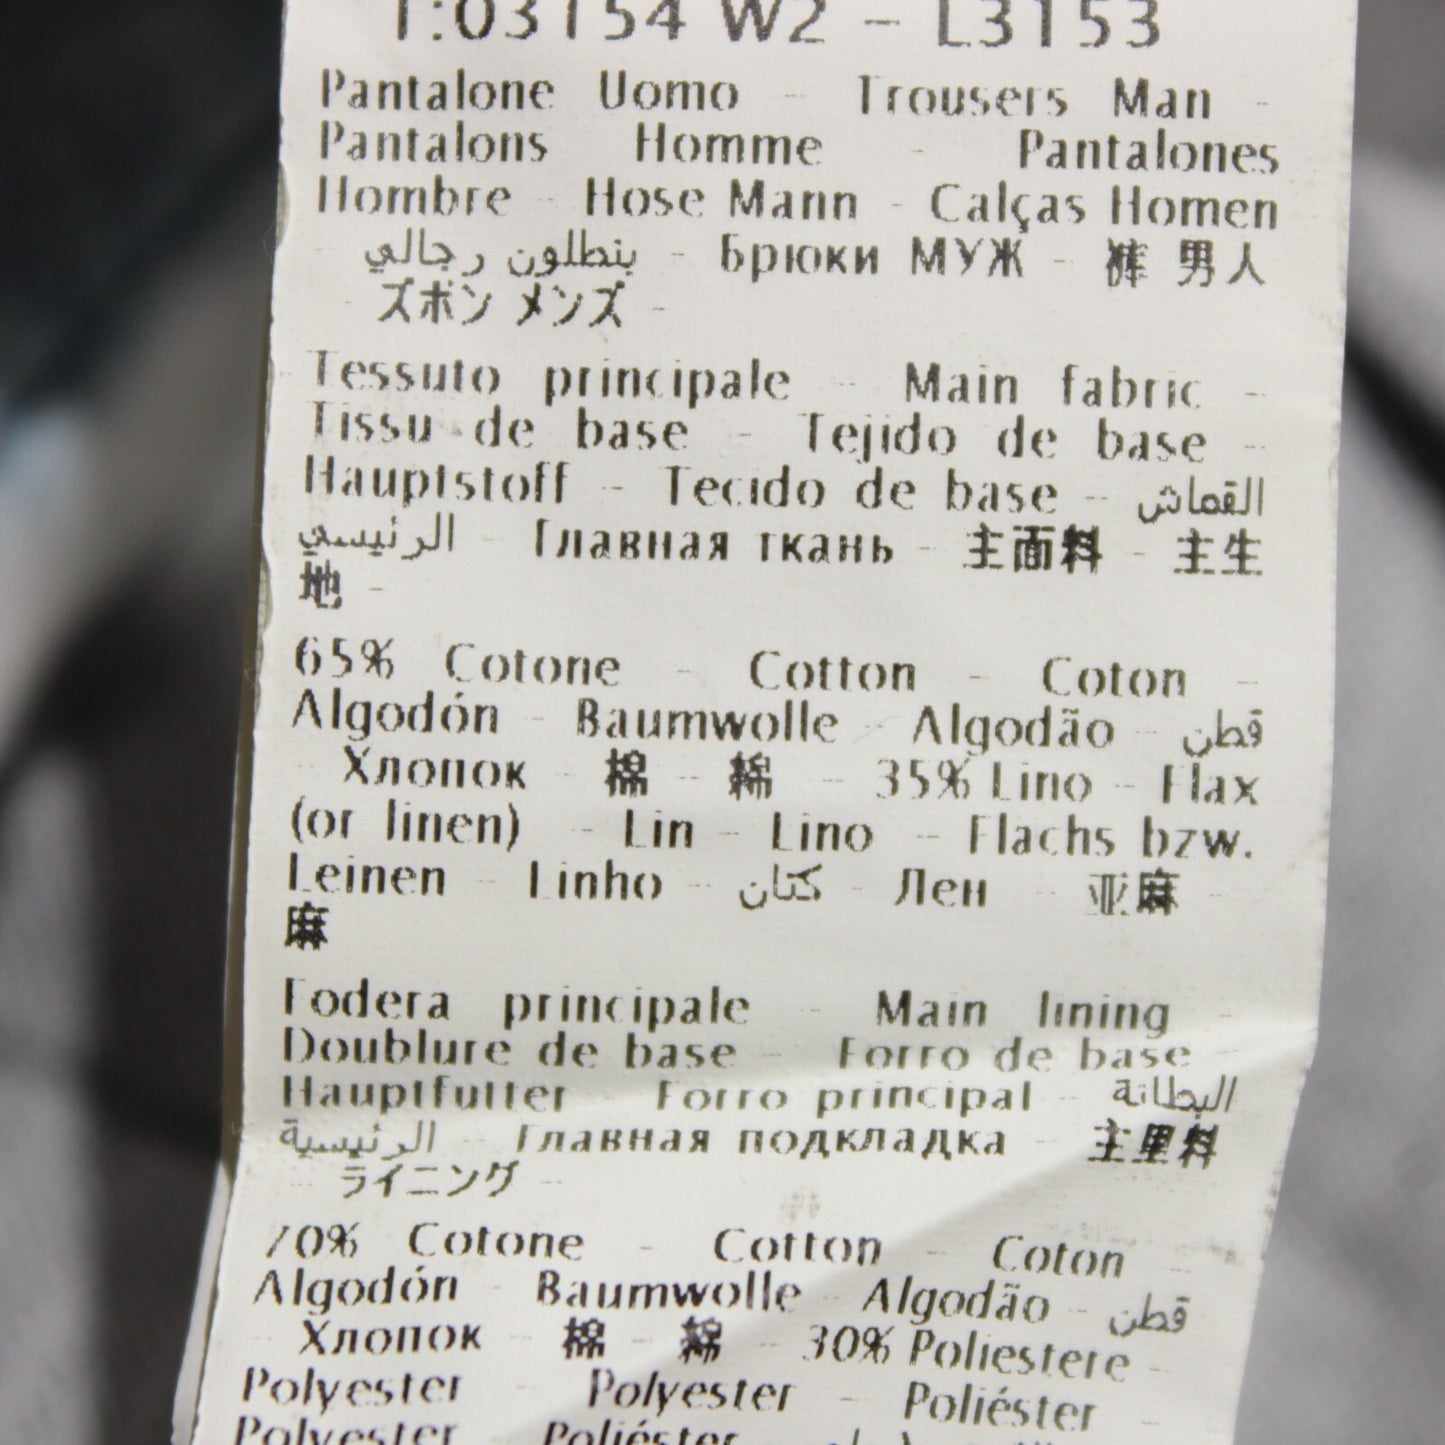 T:03154 W2 - L3153
Pantalone Uomo - Trousers Man -
Pantalons Homme - Pantalones
Hombre - Hose Mann - Calças Homen
- بنطلون رجالي - Брюки МУЖ - 裤 男人
- ズボン メンズ -
Tessuto principale - Main fabric -
Tissu de base - Tejido de base -
Hauptstoff - Tecido de base - القماش
الرئيسي - Главная ткань - 主面料 - 主生
地 -
65% Cotone - Cotton - Coton -
Algodón - Baumwolle - Algodão - قطن
- Хлопок - 棉 - 綿 - 35% Lino - Flax
(or linen) - Lin - Lino - Flachs bzw.
Leinen - Linho - كتان - Лен - 亚麻 -
麻
Fodera principale - Main lining -
Doublure de base - Forro de base -
Hauptfutter - Forro principal - البطانة
الرئيسية - Главная подкладка - 主里料
- ライニング -
70% Cotone - Cotton - Coton -
Algodón - Baumwolle - Algodão - قطن
- Хлопок - 棉 - 綿 - 30% Poliestere -
Polyester - Polyester - Poliéster -
Polyester Poliéster